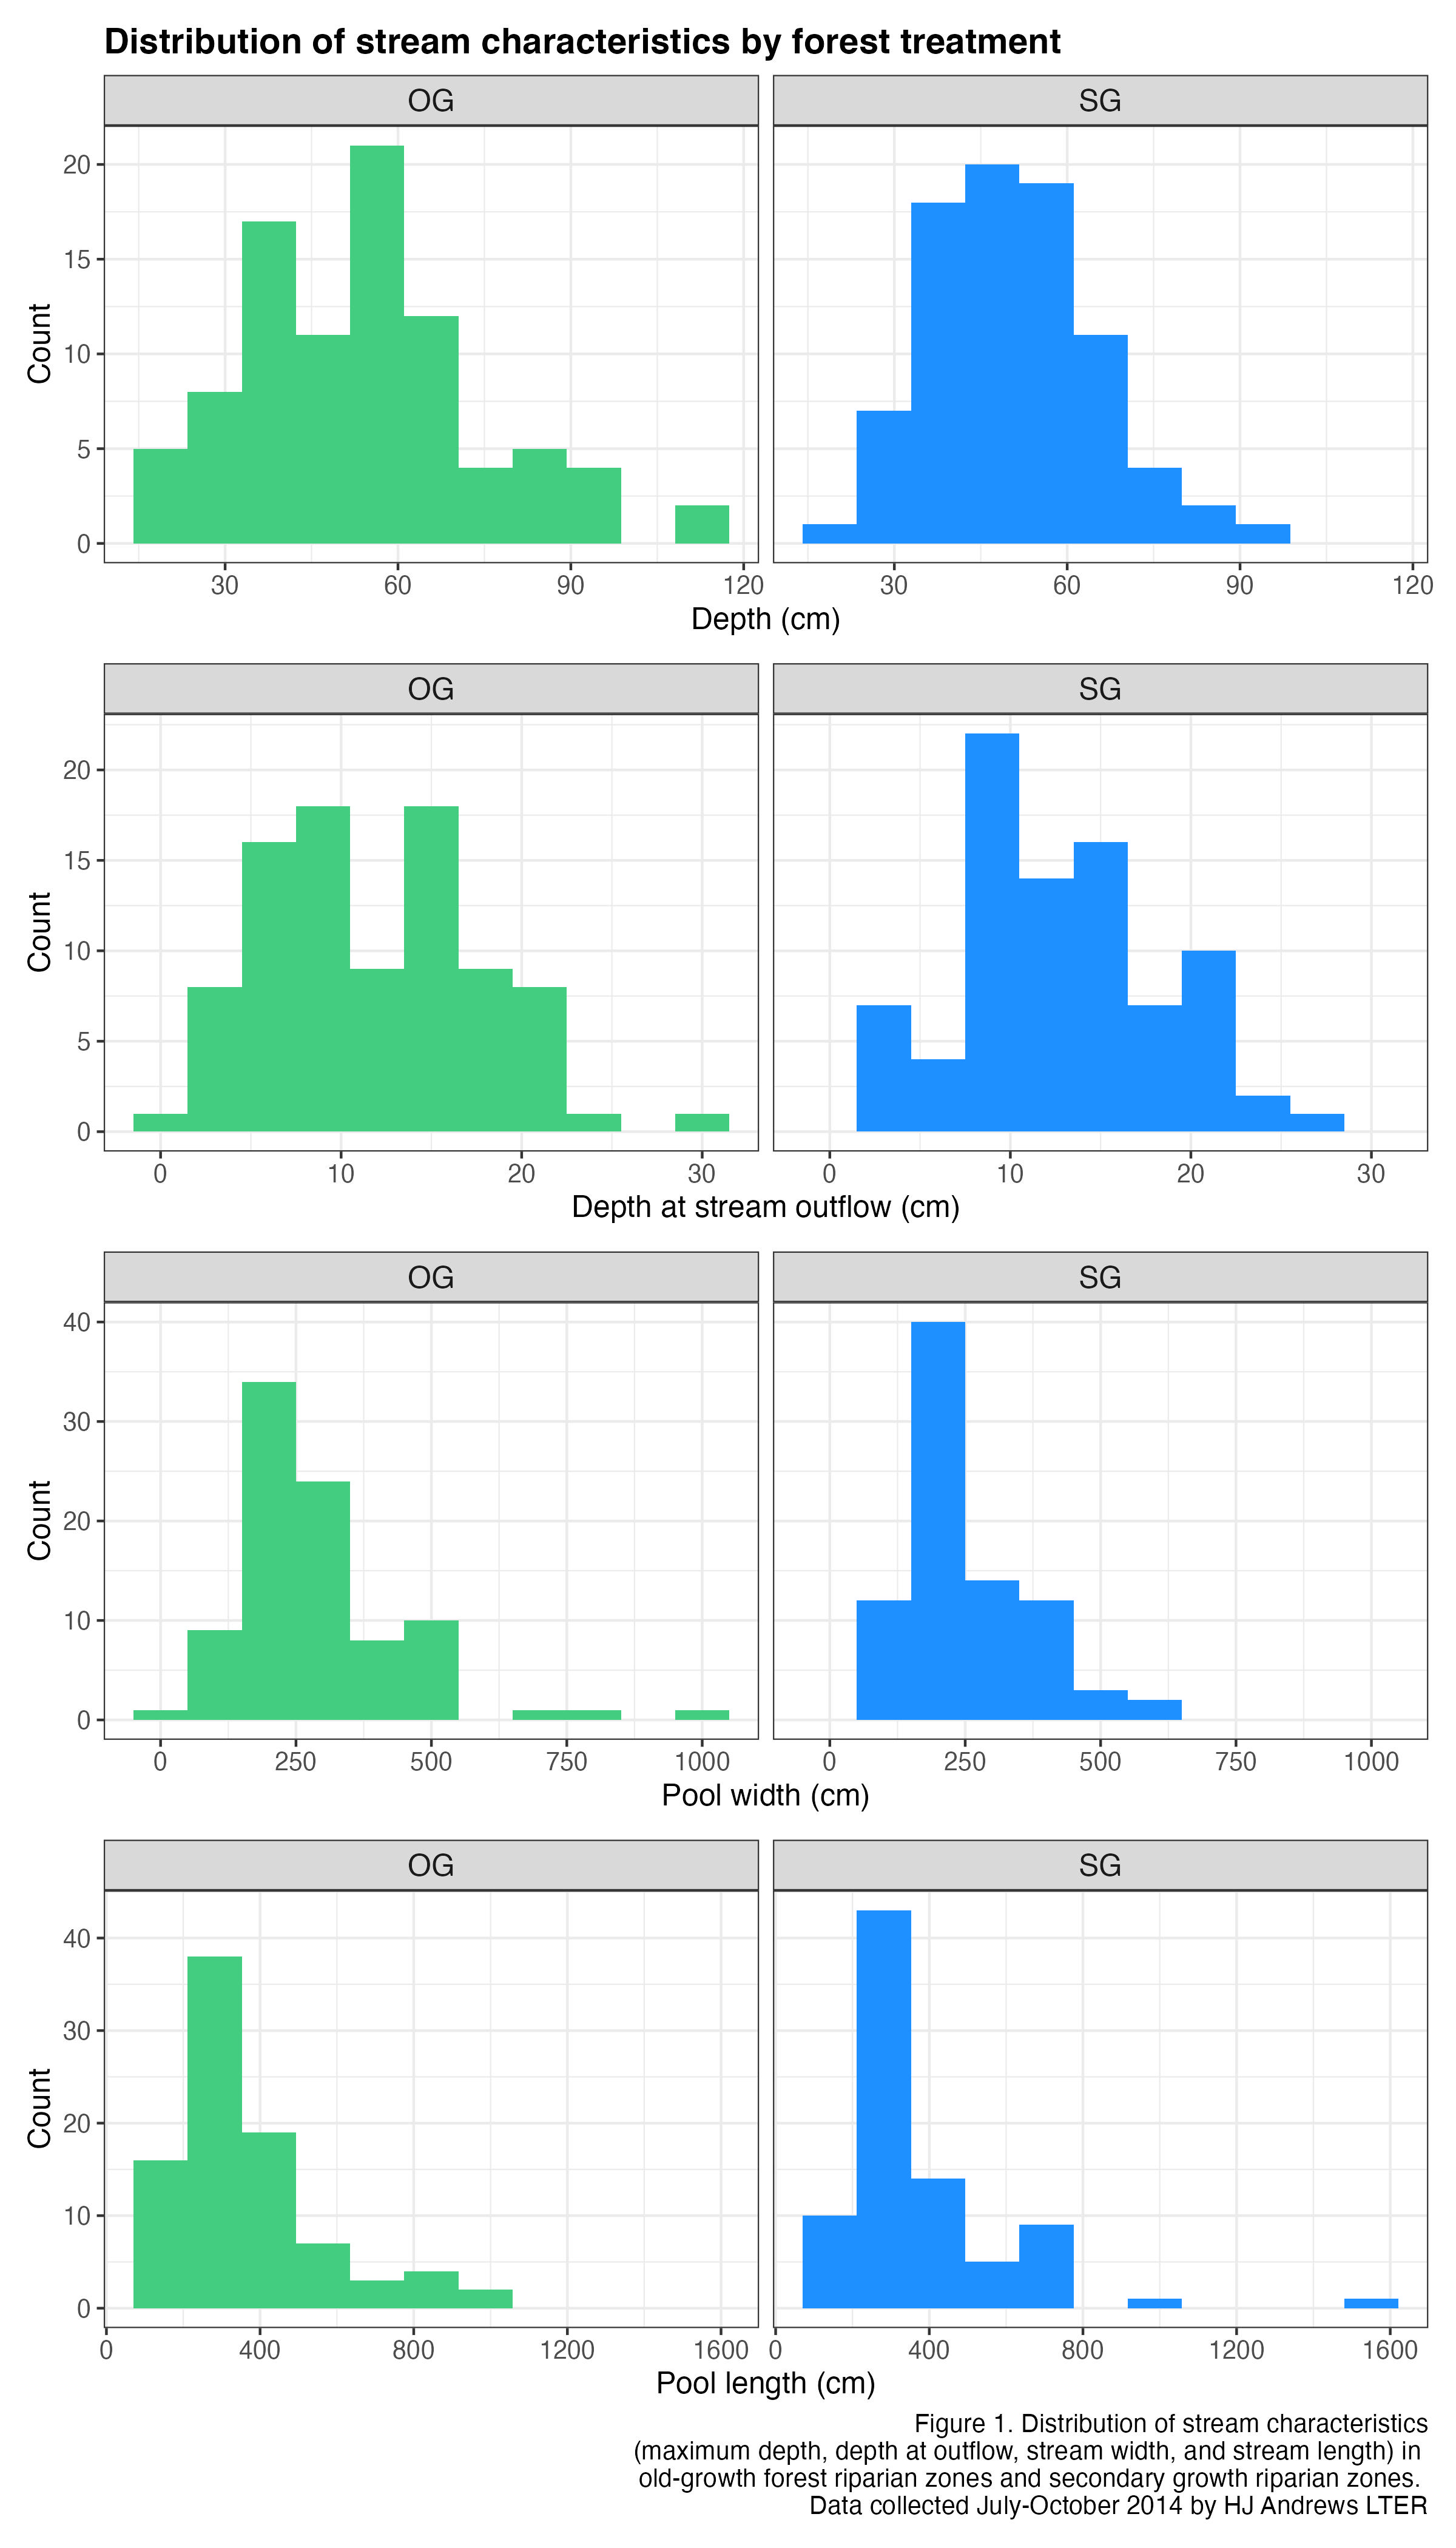 Distribution of stream characteristics by forest treatment
OG SG
20
15
10
5
0
Count
30 60 90 120 30 60 90 120
Depth (cm)
OG SG
20
15
10
5
0
Count
0 10 20 30 0 10 20 30
Depth at stream outflow (cm)
OG SG
40
30
20
10
0
Count
0 250 500 750 1000 0 250 500 750 1000
Pool width (cm)
OG SG
40
30
20
10
0
Count
0 400 800 1200 1600 0 400 800 1200 1600
Pool length (cm)
Figure 1. Distribution of stream characteristics
(maximum depth, depth at outflow, stream width, and stream length) in
old-growth forest riparian zones and secondary growth riparian zones.
Data collected July-October 2014 by HJ Andrews LTER